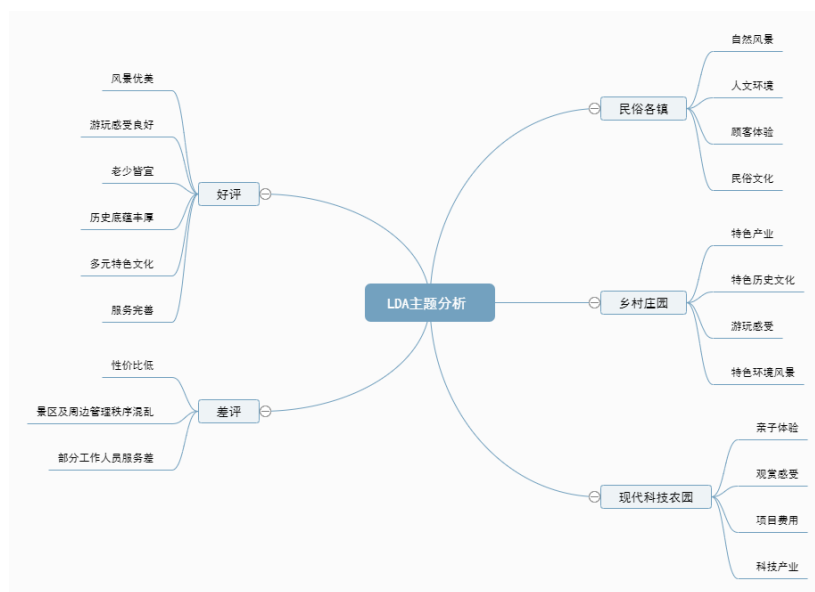 LDA主题分析
好评
风景优美
游玩感受良好
老少皆宜
历史底蕴丰厚
多元特色文化
服务完善
差评
性价比低
景区及周边管理秩序混乱
部分工作人员服务差
民俗各镇
自然风景
人文环境
顾客体验
民俗文化
乡村庄园
特色产业
特色历史文化
游玩感受
特色环境风景
现代科技农园
亲子体验
观赏感受
项目费用
科技产业